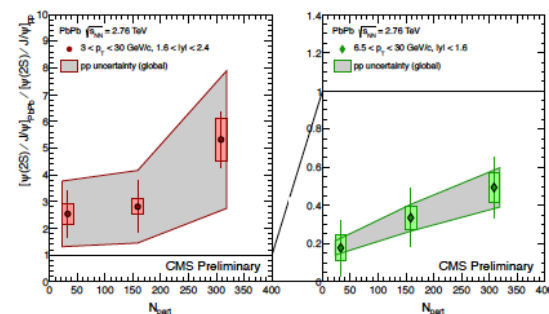 [ψ(2S) / J/ψ]PbPb / [ψ(2S) / J/ψ]pp
8
7
6
5
4
3
2
1
0
PbPb √sNN = 2.76 TeV
3 < pT < 30 GeV/c, 1.6 < |y| < 2.4
pp uncertainty (global)
CMS Preliminary
0 50 100 150 200 250 300 350 400
Npart
1.4
1.2
1
0.8
0.6
0.4
0.2
0
PbPb √sNN = 2.76 TeV
6.5 < pT < 30 GeV/c, |y| < 1.6
pp uncertainty (global)
CMS Preliminary
0 50 100 150 200 250 300 350 400
Npart